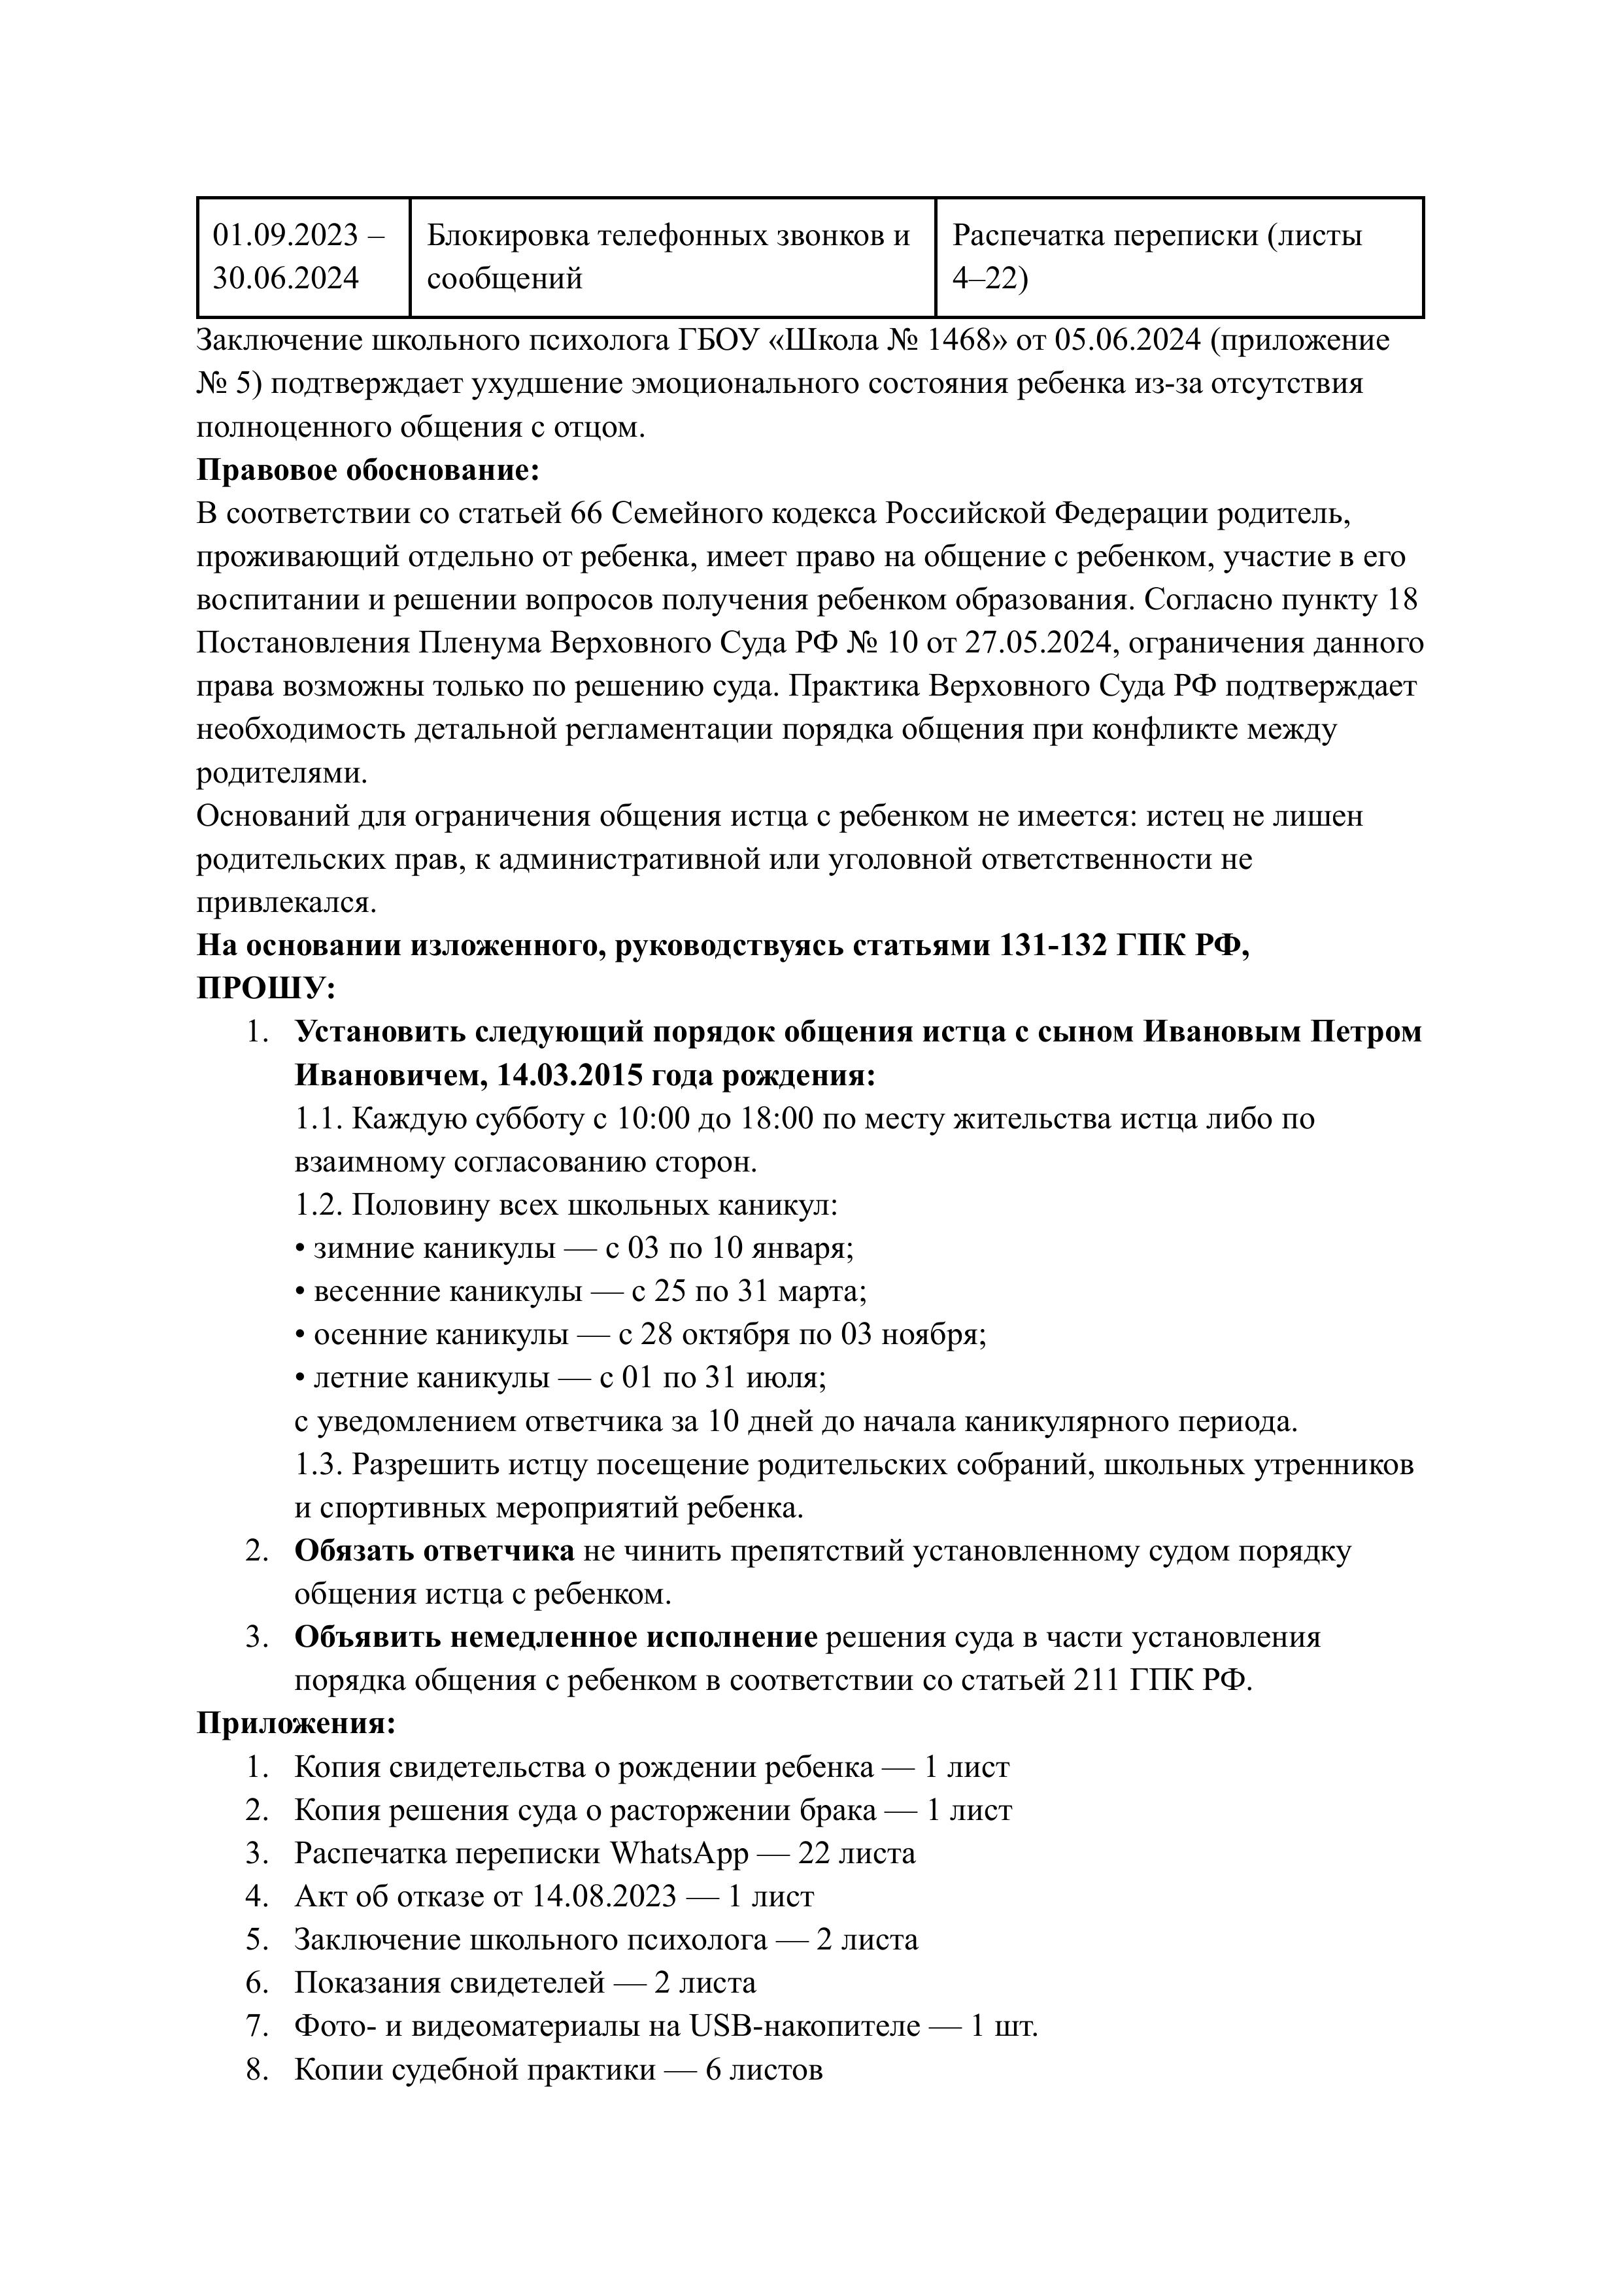 01.09.2023 –
30.06.2024
Блокировка телефонных звонков и
сообщений
Распечатка переписки (листы
4–22)
Заключение школьного психолога ГБОУ «Школа № 1468» от 05.06.2024 (приложение
№ 5) подтверждает ухудшение эмоционального состояния ребенка из-за отсутствия
полноценного общения с отцом.
Правовое обоснование:
В соответствии со статьей 66 Семейного кодекса Российской Федерации родитель,
проживающий отдельно от ребенка, имеет право на общение с ребенком, участие в его
воспитании и решении вопросов получения ребенком образования. Согласно пункту 18
Постановления Пленума Верховного Суда РФ № 10 от 27.05.2024, ограничения данного
права возможны только по решению суда. Практика Верховного Суда РФ подтверждает
необходимость детальной регламентации порядка общения при конфликте между
родителями.
Оснований для ограничения общения истца с ребенком не имеется: истец не лишен
родительских прав, к административной или уголовной ответственности не
привлекался.
На основании изложенного, руководствуясь статьями 131-132 ГПК РФ,
ПРОШУ:
1. Установить следующий порядок общения истца с сыном Ивановым Петром
Ивановичем, 14.03.2015 года рождения:
1.1. Каждую субботу с 10:00 до 18:00 по месту жительства истца либо по
взаимному согласованию сторон.
1.2. Половину всех школьных каникул:
• зимние каникулы — с 03 по 10 января;
• весенние каникулы — с 25 по 31 марта;
• осенние каникулы — с 28 октября по 03 ноября;
• летние каникулы — с 01 по 31 июля;
с уведомлением ответчика за 10 дней до начала каникулярного периода.
1.3. Разрешить истцу посещение родительских собраний, школьных утренников
и спортивных мероприятий ребенка.
2. Обязать ответчика не чинить препятствий установленному судом порядку
общения истца с ребенком.
3. Объявить немедленное исполнение решения суда в части установления
порядка общения с ребенком в соответствии со статьей 211 ГПК РФ.
Приложения:
1. Копия свидетельства о рождении ребенка — 1 лист
2. Копия решения суда о расторжении брака — 1 лист
3. Распечатка переписки WhatsApp — 22 листа
4. Акт об отказе от 14.08.2023 — 1 лист
5. Заключение школьного психолога — 2 листа
6. Показания свидетелей — 2 листа
7. Фото- и видеоматериалы на USB-накопителе — 1 шт.
8. Копии судебной практики — 6 листов